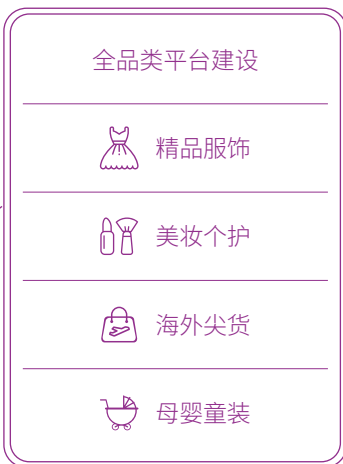 全品类平台建设
精品服饰
美妆个护
海外尖货
母婴童装